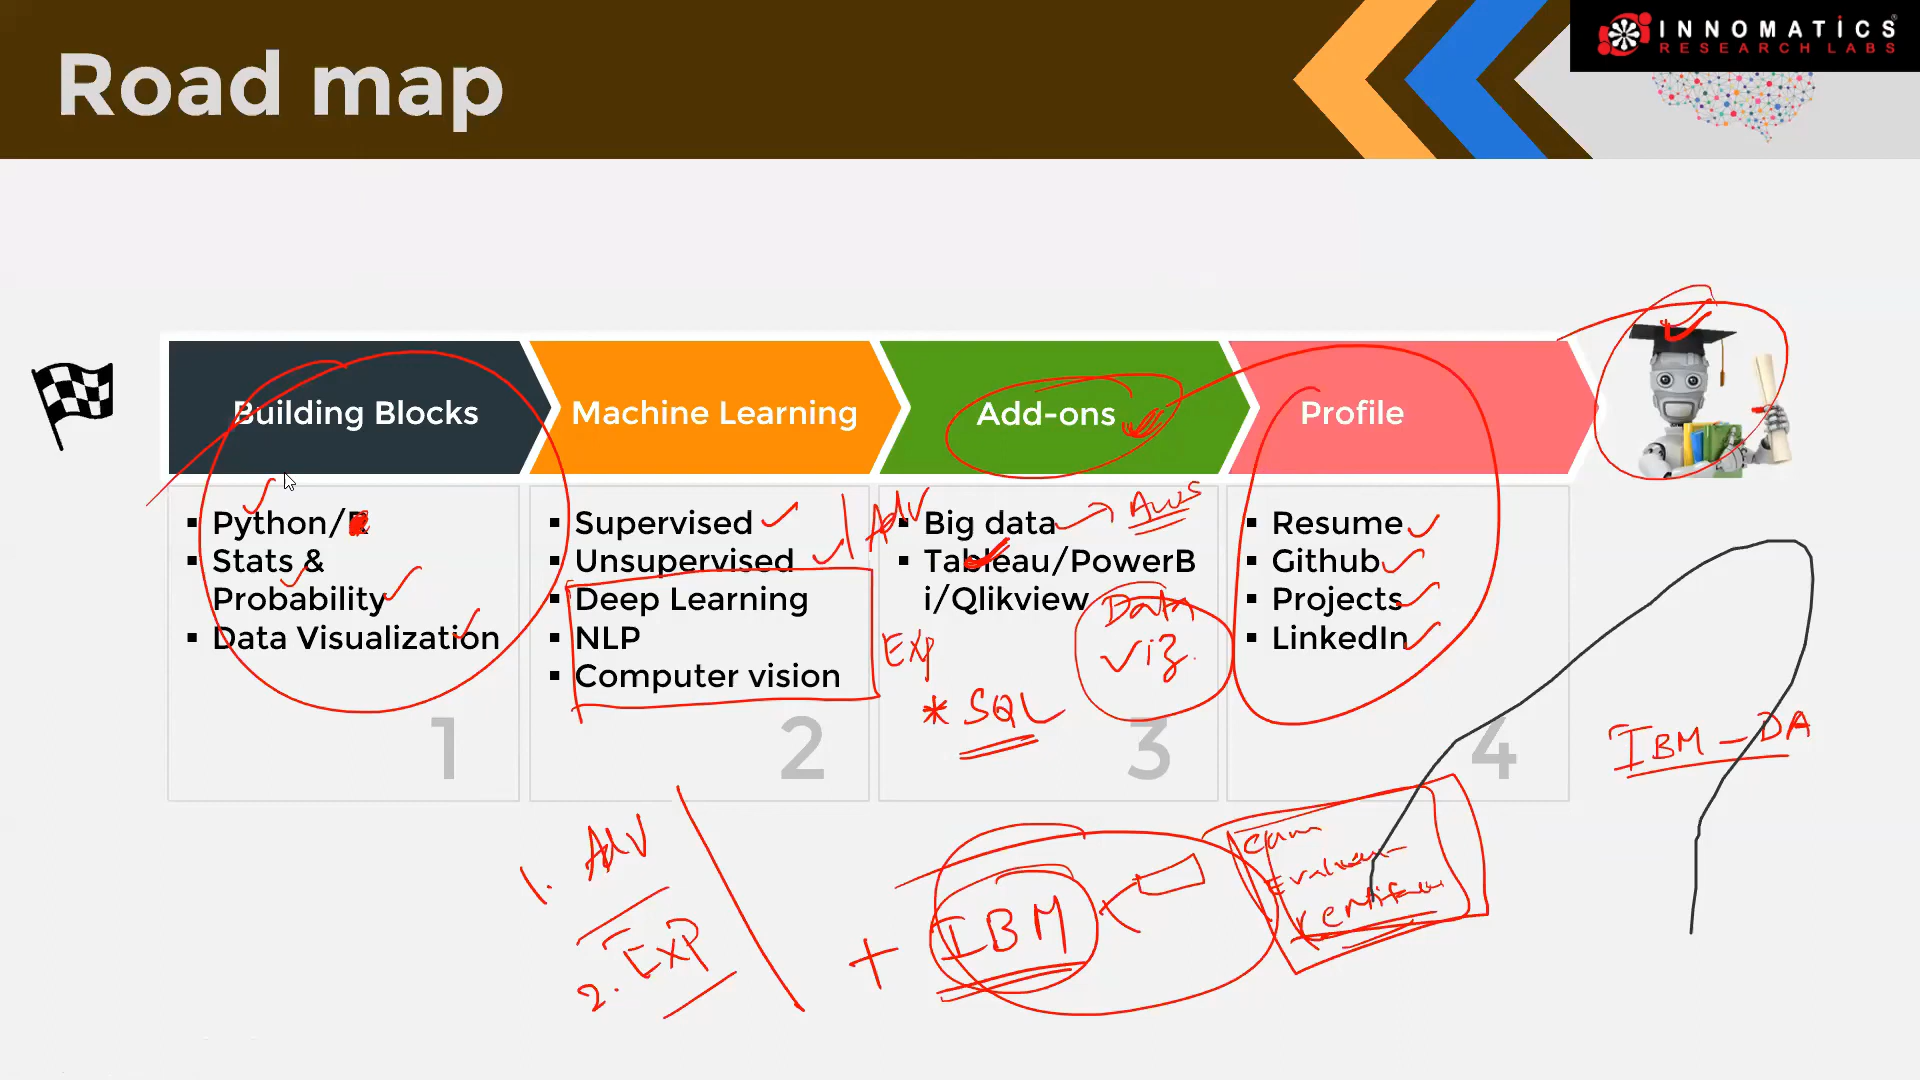 Road map
INNOMATICS
RESEARCH LABS
Building Blocks
Machine Learning
Add-ons
Profile
▪ Python/R
▪ Stats &
Probability
▪ Data Visualization
1
▪ Supervised
▪ Unsupervised
▪ Deep Learning
▪ NLP
▪ Computer vision
2
Adv
Exp
▪ Big data
AWS
▪ Tableau/PowerB
i/Qlikview
Data
Viz.
* SQL
3
▪ Resume
▪ Github
▪ Projects
▪ LinkedIn
4
IBM - DA
1. Adv
2. Exp
+ IBM